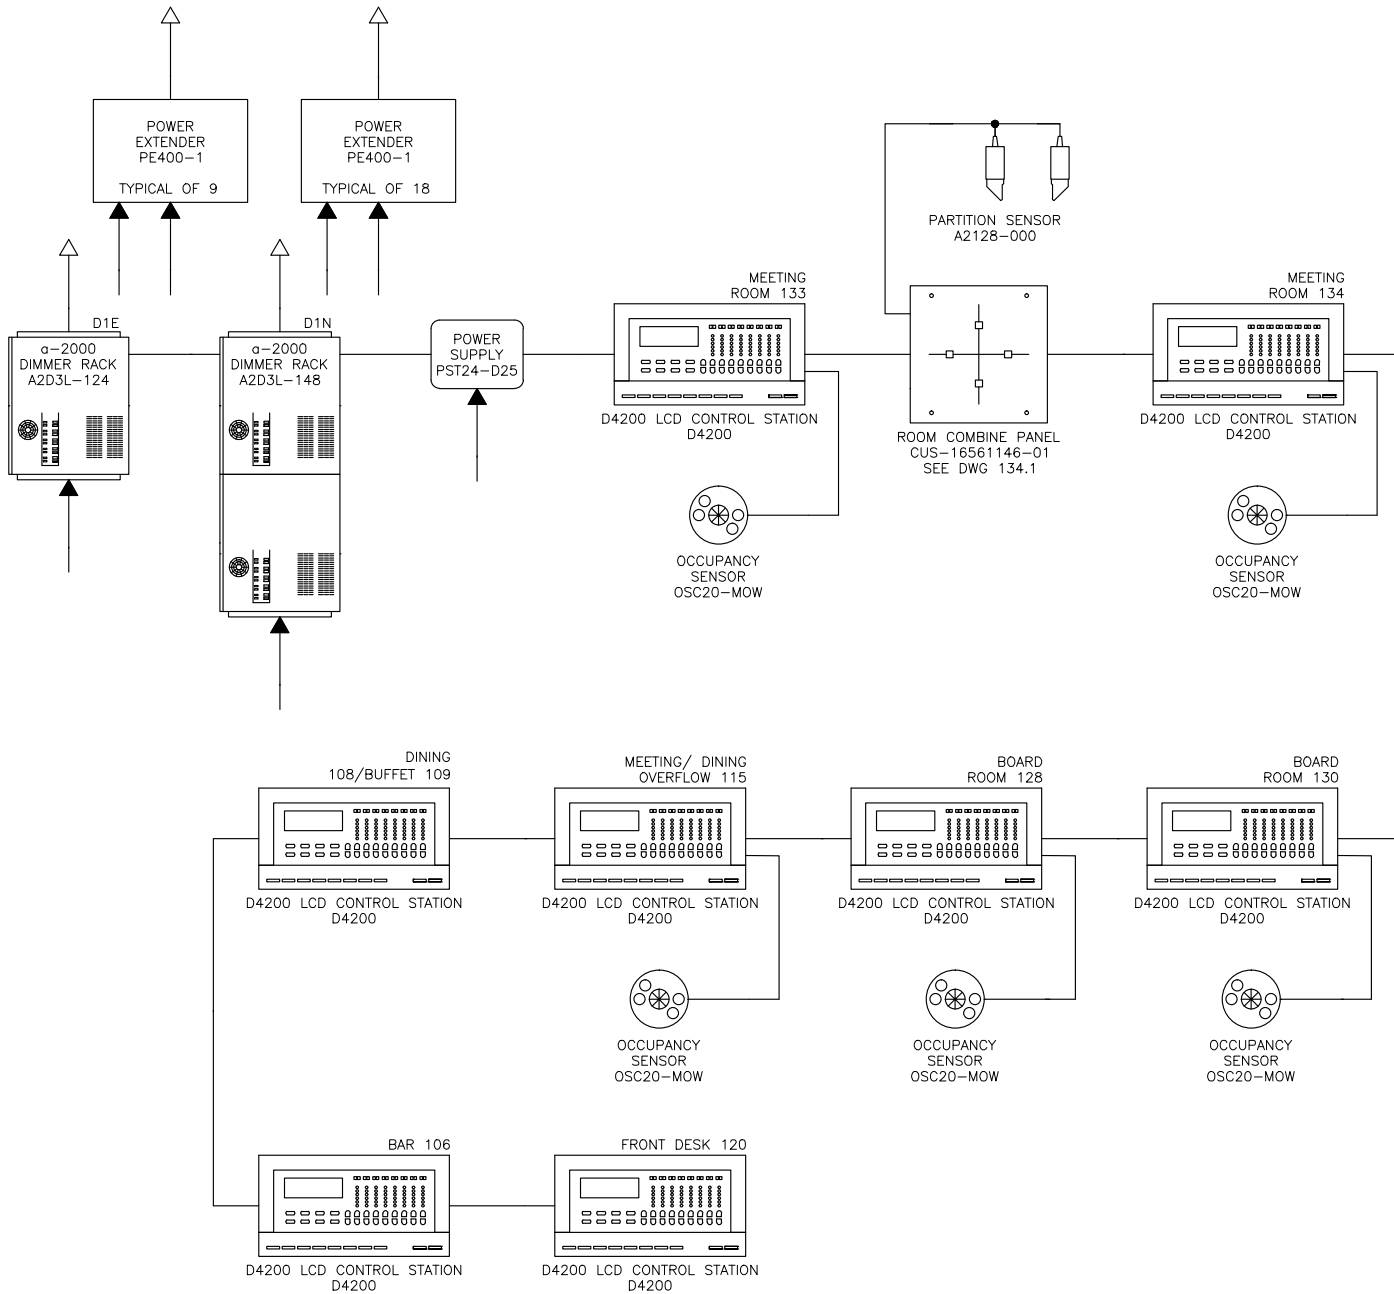 POWER
EXTENDER
PE400-1
TYPICAL OF 9
POWER
EXTENDER
PE400-1
TYPICAL OF 18
PARTITION SENSOR
A2128-000
D1E
a-2000
DIMMER RACK
A2D3L-124
D1N
a-2000
DIMMER RACK
A2D3L-148
POWER
SUPPLY
PST24-D25
MEETING
ROOM 133
D4200 LCD CONTROL STATION
D4200
OCCUPANCY
SENSOR
OSC20-MOW
ROOM COMBINE PANEL
CUS-16561146-01
SEE DWG 134.1
MEETING
ROOM 134
D4200 LCD CONTROL STATION
D4200
OCCUPANCY
SENSOR
OSC20-MOW
DINING
108/BUFFET 109
D4200 LCD CONTROL STATION
D4200
MEETING/ DINING
OVERFLOW 115
D4200 LCD CONTROL STATION
D4200
OCCUPANCY
SENSOR
OSC20-MOW
BOARD
ROOM 128
D4200 LCD CONTROL STATION
D4200
OCCUPANCY
SENSOR
OSC20-MOW
BOARD
ROOM 130
D4200 LCD CONTROL STATION
D4200
OCCUPANCY
SENSOR
OSC20-MOW
BAR 106
D4200 LCD CONTROL STATION
D4200
FRONT DESK 120
D4200 LCD CONTROL STATION
D4200